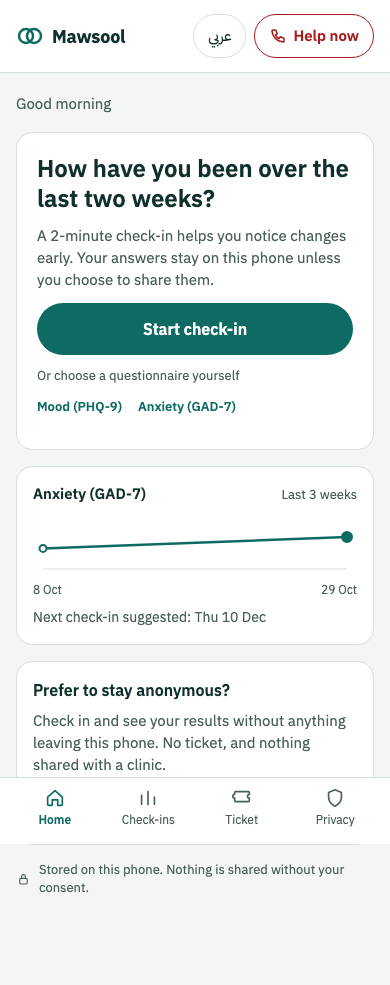 Mawsool
عربي
Help now
Good morning
How have you been over the
last two weeks?
A 2-minute check-in helps you notice changes
early. Your answers stay on this phone unless
you choose to share them.
Start check-in
Or choose a questionnaire yourself
Mood (PHQ-9) Anxiety (GAD-7)
Anxiety (GAD-7) Last 3 weeks
8 Oct 29 Oct
Next check-in suggested: Thu 10 Dec
Prefer to stay anonymous?
Check in and see your results without anything
leaving this phone. No ticket, and nothing
shared with a clinic.
Home Check-ins Ticket Privacy
Stored on this phone. Nothing is shared without your
consent.